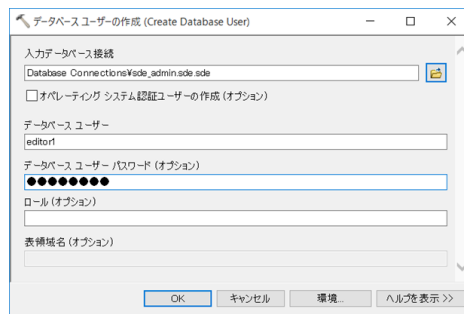 データベース ユーザーの作成 (Create Database User)
入力データベース接続
Database Connections¥sde_admin.sde.sde
オペレーティング システム認証ユーザーの作成 (オプション)
データベース ユーザー
editor1
データベース ユーザー パスワード (オプション)
●●●●●●●●
ロール (オプション)
表領域名 (オプション)
OK キャンセル 環境... ヘルプを表示 >>